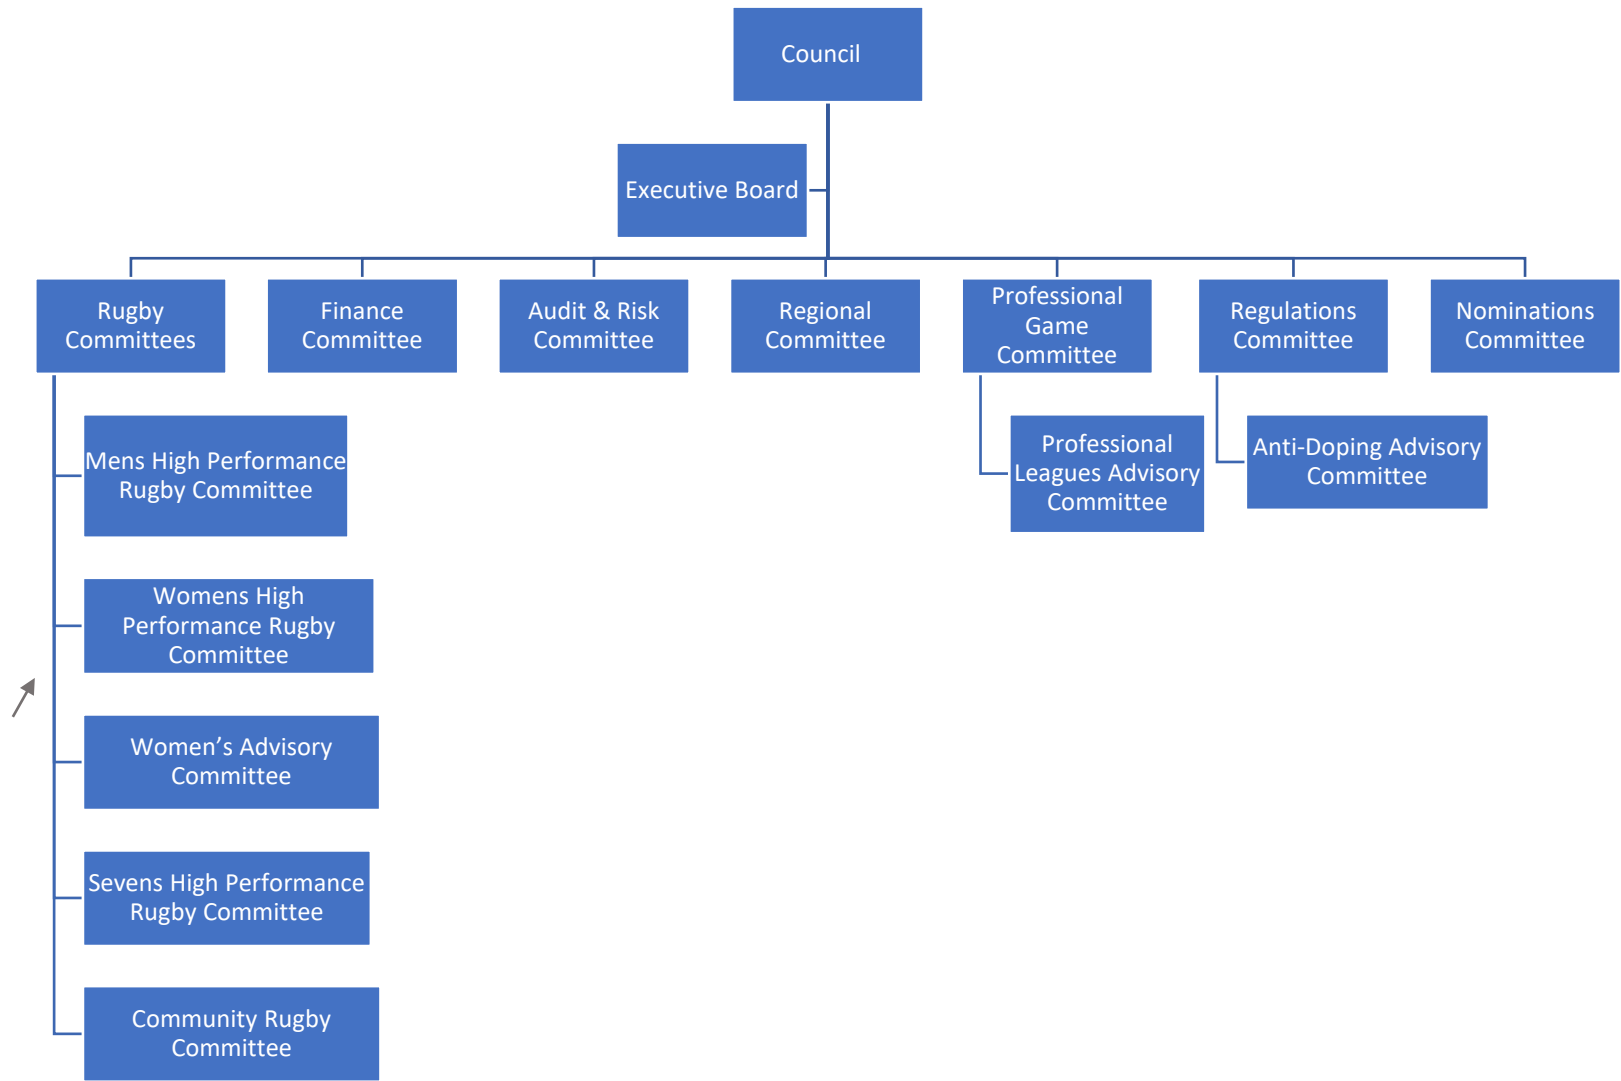 Council
Executive Board
Rugby
Committees
Finance
Committee
Audit & Risk
Committee
Regional
Committee
Professional
Game
Committee
Regulations
Committee
Nominations
Committee
Mens High Performance
Rugby Committee
Womens High
Performance Rugby
Committee
Women’s Advisory
Committee
Sevens High Performance
Rugby Committee
Community Rugby
Committee
Professional
Leagues Advisory
Committee
Anti-Doping Advisory
Committee